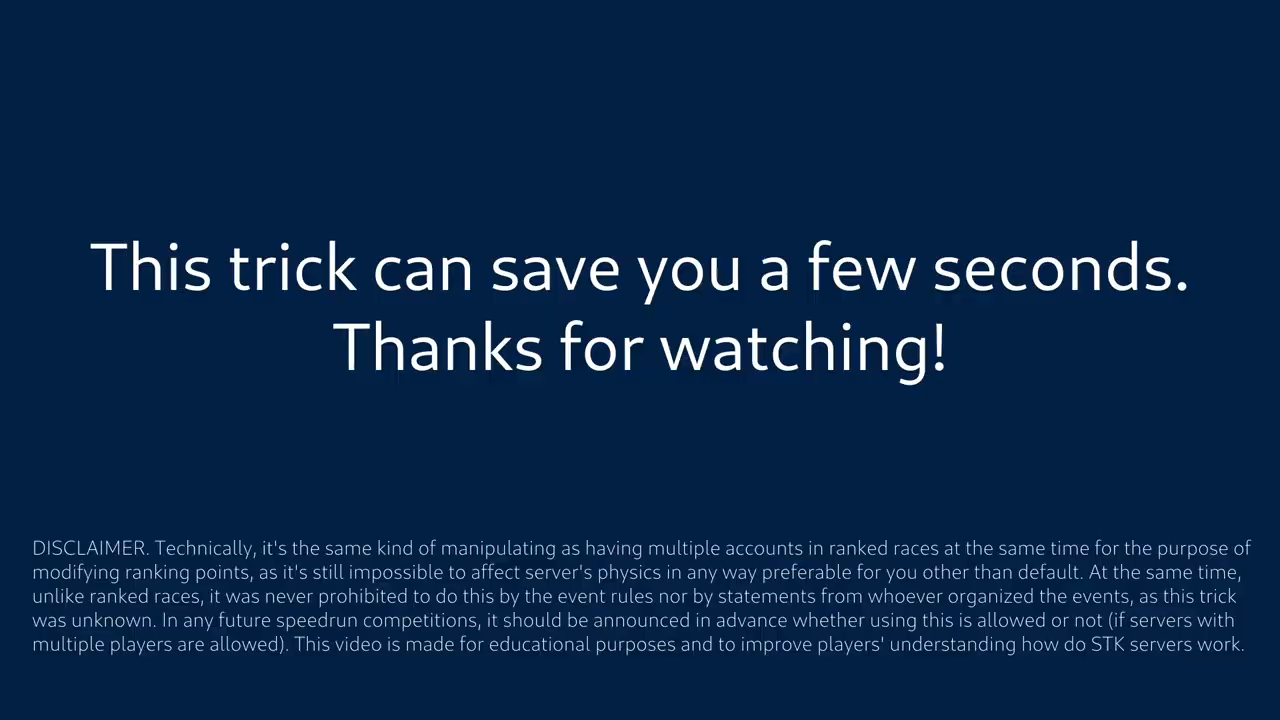 This trick can save you a few seconds.
Thanks for watching!
DISCLAIMER. Technically, it's the same kind of manipulating as having multiple accounts in ranked races at the same time for the purpose of
modifying ranking points, as it's still impossible to affect server's physics in any way preferable for you other than default. At the same time,
unlike ranked races, it was never prohibited to do this by the event rules nor by statements from whoever organized the events, as this trick
was unknown. In any future speedrun competitions, it should be announced in advance whether using this is allowed or not (if servers with
multiple players are allowed). This video is made for educational purposes and to improve players' understanding how do STK servers work.